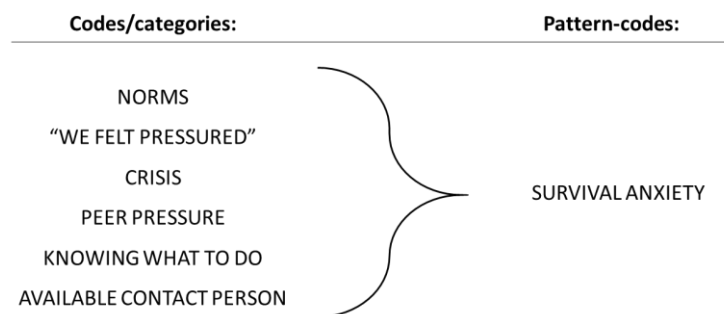 Codes/categories: Pattern-codes:
NORMS
“WE FELT PRESSURED”
CRISIS
SURVIVAL ANXIETY
PEER PRESSURE
KNOWING WHAT TO DO
AVAILABLE CONTACT PERSON